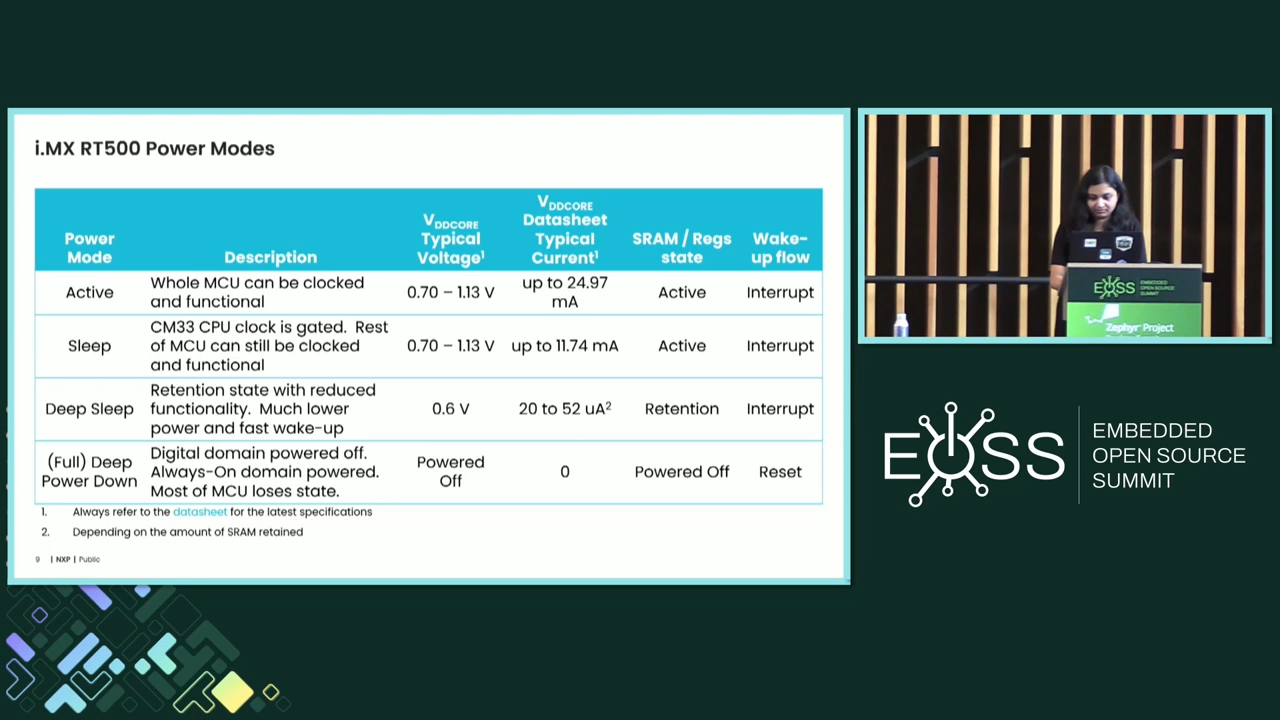 i.MX RT500 Power Modes
Power Mode
Description
VDDCORE Typical Voltage¹
VDDCORE Datasheet Typical Current¹
SRAM / Regs state
Wake-up flow
Active
Whole MCU can be clocked
and functional
0.70 – 1.13 V
up to 24.97
mA
Active
Interrupt
Sleep
CM33 CPU clock is gated. Rest
of MCU can still be clocked
and functional
0.70 – 1.13 V
up to 11.74 mA
Active
Interrupt
Deep Sleep
Retention state with reduced
functionality. Much lower
power and fast wake-up
0.6 V
20 to 52 uA²
Retention
Interrupt
(Full) Deep
Power Down
Digital domain powered off.
Always-On domain powered.
Most of MCU loses state.
Powered
Off
0
Powered Off
Reset
1. Always refer to the datasheet for the latest specifications
2. Depending on the amount of SRAM retained
9 | NXP | Public
EOSS
EMBEDDED
OPEN SOURCE
SUMMIT
Zephyr Project
EOSS
EMBEDDED
OPEN SOURCE
SUMMIT